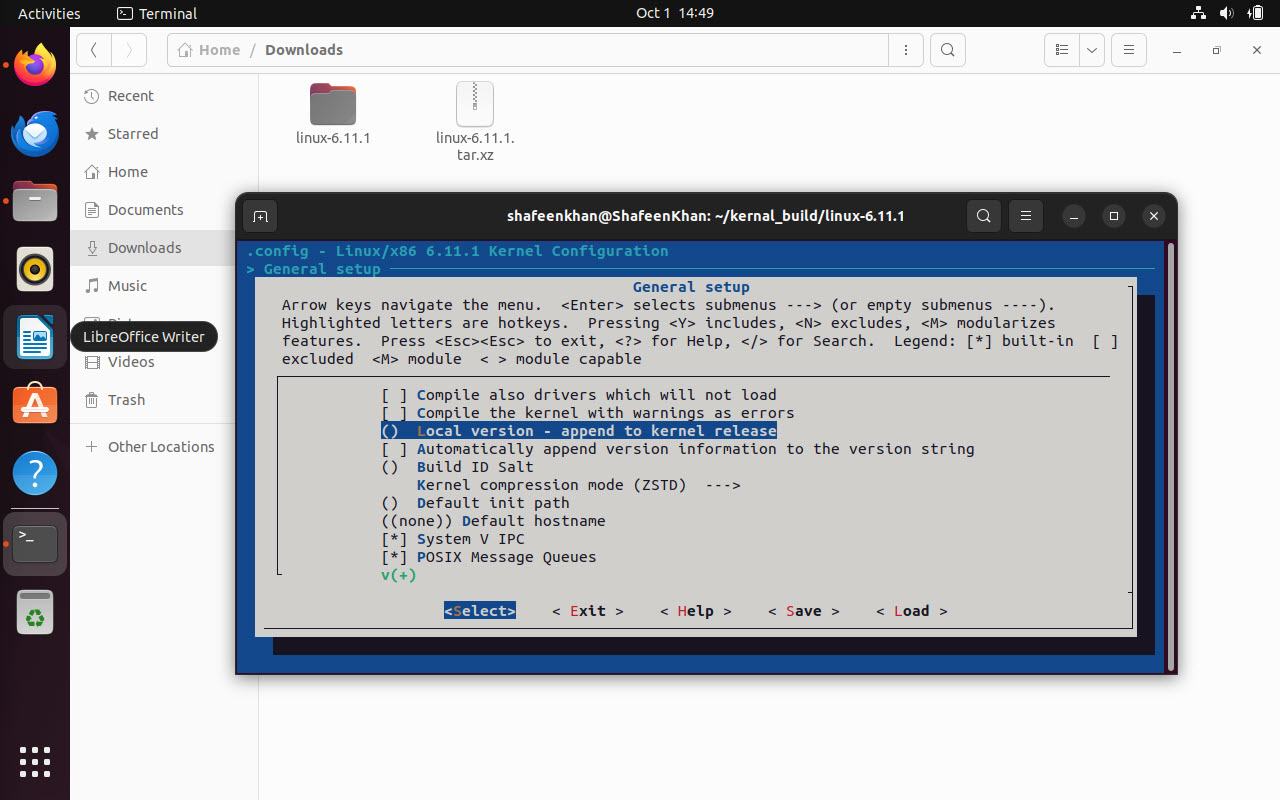 Activities Terminal Oct 1 14:49
Home / Downloads
Recent
Starred
Home
Documents
Downloads
Music
LibreOffice Writer
Videos
Trash
Other Locations
linux-6.11.1
linux-6.11.1.
tar.xz
shafeenkhan@ShafeenKhan: ~/kernal_build/linux-6.11.1
.config - Linux/x86 6.11.1 Kernel Configuration
> General setup
General setup
Arrow keys navigate the menu. <Enter> selects submenus ---> (or empty submenus ----).
Highlighted letters are hotkeys. Pressing <Y> includes, <N> excludes, <M> modularizes
features. Press <Esc><Esc> to exit, <?> for Help, </> for Search. Legend: [*] built-in [ ]
excluded <M> module < > module capable
[ ] Compile also drivers which will not load
[ ] Compile the kernel with warnings as errors
() Local version - append to kernel release
[ ] Automatically append version information to the version string
() Build ID Salt
Kernel compression mode (ZSTD) --->
() Default init path
((none)) Default hostname
[*] System V IPC
[*] POSIX Message Queues
v(+)
<Select> < Exit > < Help > < Save > < Load >